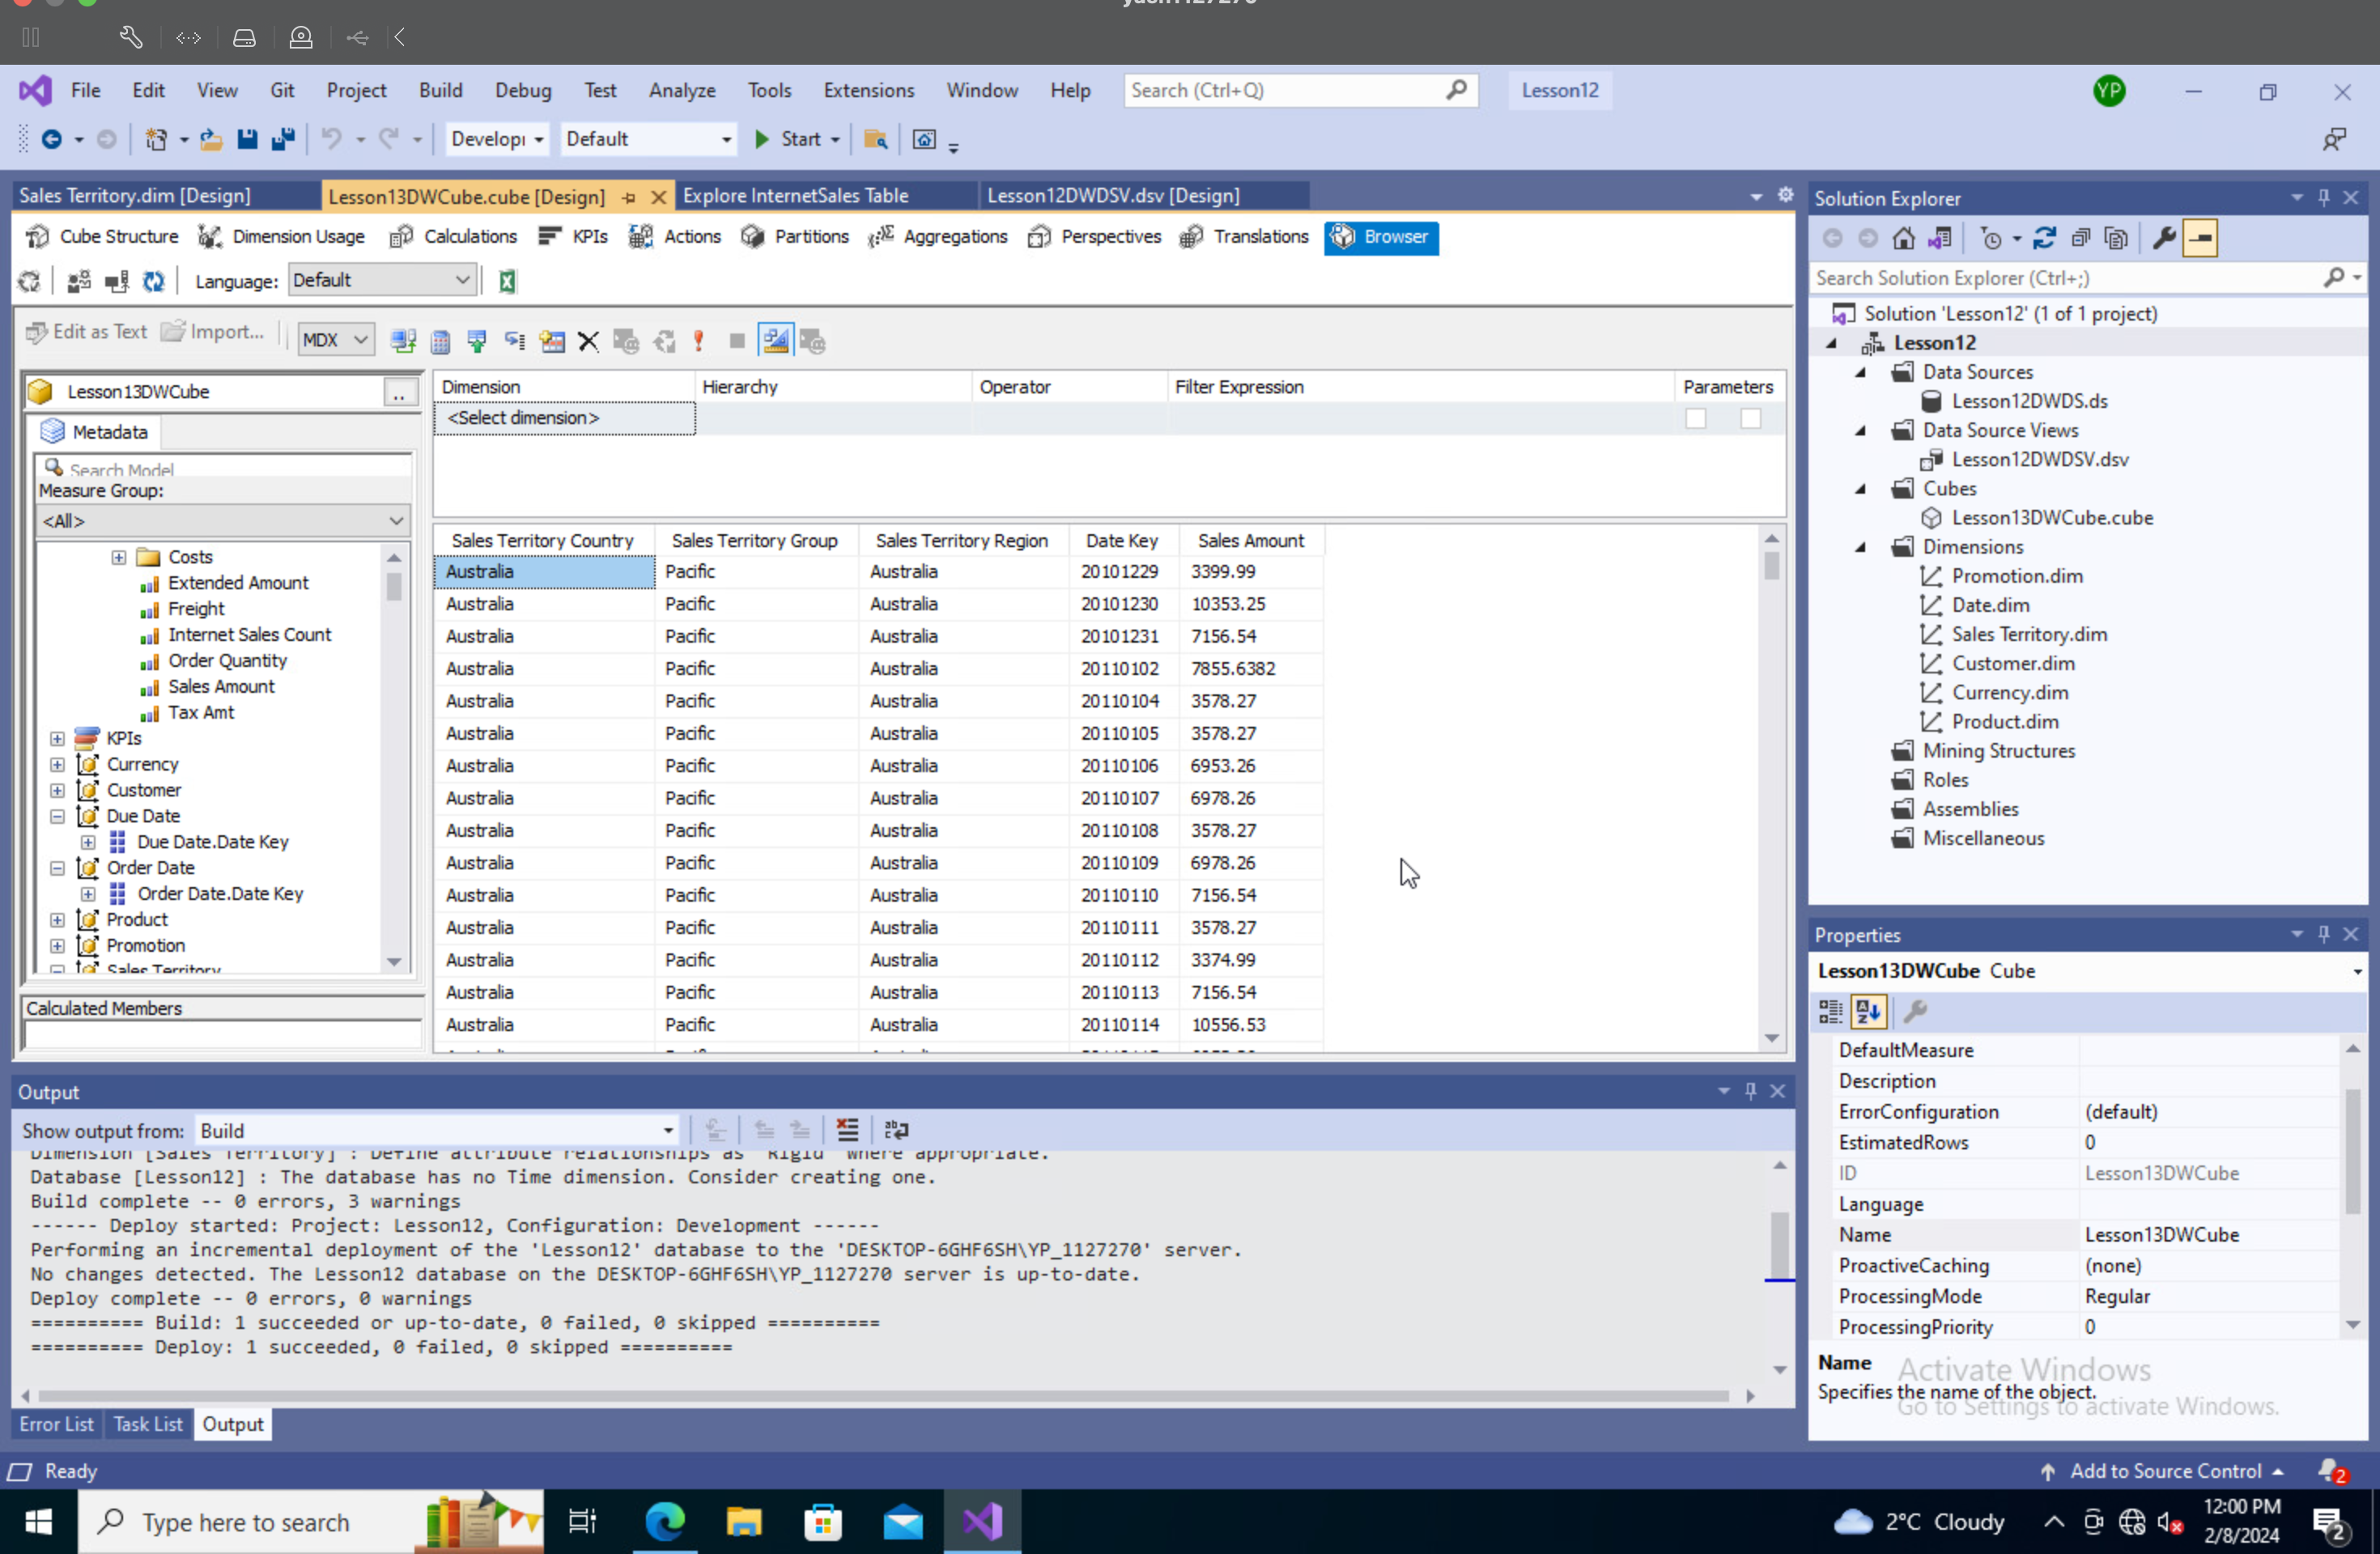 File Edit View Git Project Build Debug Test Analyze Tools Extensions Window Help Search (Ctrl+Q) Lesson12 YP
Default Start
Sales Territory.dim [Design] Lesson13DWCube.cube [Design] Explore InternetSales Table Lesson12DWDSV.dsv [Design]
Cube Structure Dimension Usage Calculations KPIs Actions Partitions Aggregations Perspectives Translations Browser
Language: Default
Edit as Text Import... MDX
Lesson13DWCube ..
Metadata
Search Model
Measure Group:
<All>
Costs
Extended Amount
Freight
Internet Sales Count
Order Quantity
Sales Amount
Tax Amt
KPIs
Currency
Customer
Due Date
Due Date.Date Key
Order Date
Order Date.Date Key
Product
Promotion
Sales Territory
Calculated Members
Dimension Hierarchy Operator Filter Expression Parameters
<Select dimension>
Sales Territory Country Sales Territory Group Sales Territory Region Date Key Sales Amount
Australia Pacific Australia 20101229 3399.99
Australia Pacific Australia 20101230 10353.25
Australia Pacific Australia 20101231 7156.54
Australia Pacific Australia 20110102 7855.6382
Australia Pacific Australia 20110104 3578.27
Australia Pacific Australia 20110105 3578.27
Australia Pacific Australia 20110106 6953.26
Australia Pacific Australia 20110107 6978.26
Australia Pacific Australia 20110108 3578.27
Australia Pacific Australia 20110109 6978.26
Australia Pacific Australia 20110110 7156.54
Australia Pacific Australia 20110111 3578.27
Australia Pacific Australia 20110112 3374.99
Australia Pacific Australia 20110113 7156.54
Australia Pacific Australia 20110114 10556.53
Output
Show output from: Build
Dimension [Sales Territory] : Define attribute relationships as 'Rigid' where appropriate.
Database [Lesson12] : The database has no Time dimension. Consider creating one.
Build complete -- 0 errors, 3 warnings
------ Deploy started: Project: Lesson12, Configuration: Development ------
Performing an incremental deployment of the 'Lesson12' database to the 'DESKTOP-6GHF6SH\YP_1127270' server.
No changes detected. The Lesson12 database on the DESKTOP-6GHF6SH\YP_1127270 server is up-to-date.
Deploy complete -- 0 errors, 0 warnings
========== Build: 1 succeeded or up-to-date, 0 failed, 0 skipped ==========
========== Deploy: 1 succeeded, 0 failed, 0 skipped ==========
Error List Task List Output
Solution Explorer
Search Solution Explorer (Ctrl+;)
Solution 'Lesson12' (1 of 1 project)
Lesson12
Data Sources
Lesson12DWDS.ds
Data Source Views
Lesson12DWDSV.dsv
Cubes
Lesson13DWCube.cube
Dimensions
Promotion.dim
Date.dim
Sales Territory.dim
Customer.dim
Currency.dim
Product.dim
Mining Structures
Roles
Assemblies
Miscellaneous
Properties
Lesson13DWCube Cube
DefaultMeasure
Description
ErrorConfiguration (default)
EstimatedRows 0
ID Lesson13DWCube
Language
Name Lesson13DWCube
ProactiveCaching (none)
ProcessingMode Regular
ProcessingPriority 0
Name
Specifies the name of the object.
Activate Windows
Go to Settings to activate Windows.
Ready Add to Source Control 2
Type here to search 2°C Cloudy 12:00 PM
2/8/2024 2